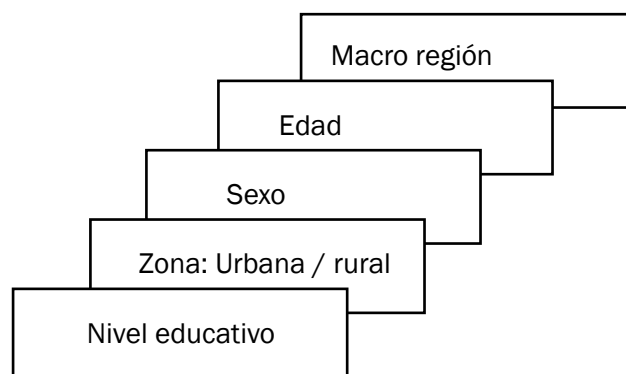 Macro región
Edad
Sexo
Zona: Urbana / rural
Nivel educativo